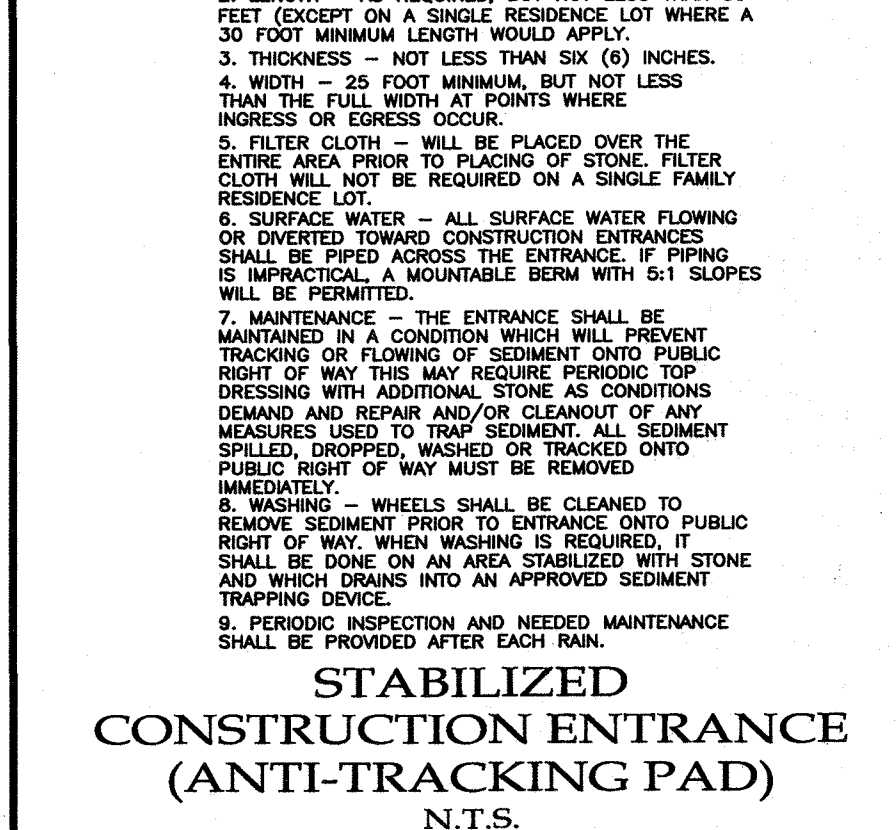 FEET (EXCEPT ON A SINGLE RESIDENCE LOT WHERE A
30 FOOT MINIMUM LENGTH WOULD APPLY.
3. THICKNESS – NOT LESS THAN SIX (6) INCHES.
4. WIDTH – 25 FOOT MINIMUM, BUT NOT LESS
THAN THE FULL WIDTH AT POINTS WHERE
INGRESS OR EGRESS OCCUR.
5. FILTER CLOTH – WILL BE PLACED OVER THE
ENTIRE AREA PRIOR TO PLACING OF STONE. FILTER
CLOTH WILL NOT BE REQUIRED ON A SINGLE FAMILY
RESIDENCE LOT.
6. SURFACE WATER – ALL SURFACE WATER FLOWING
OR DIVERTED TOWARD CONSTRUCTION ENTRANCES
SHALL BE PIPED ACROSS THE ENTRANCE. IF PIPING
IS IMPRACTICAL, A MOUNTABLE BERM WITH 5:1 SLOPES
WILL BE PERMITTED.
7. MAINTENANCE – THE ENTRANCE SHALL BE
MAINTAINED IN A CONDITION WHICH WILL PREVENT
TRACKING OR FLOWING OF SEDIMENT ONTO PUBLIC
RIGHT OF WAY THIS MAY REQUIRE PERIODIC TOP
DRESSING WITH ADDITIONAL STONE AS CONDITIONS
DEMAND AND REPAIR AND/OR CLEANOUT OF ANY
MEASURES USED TO TRAP SEDIMENT. ALL SEDIMENT
SPILLED, DROPPED, WASHED OR TRACKED ONTO
PUBLIC RIGHT OF WAY MUST BE REMOVED
IMMEDIATELY.
8. WASHING – WHEELS SHALL BE CLEANED TO
REMOVE SEDIMENT PRIOR TO ENTRANCE ONTO PUBLIC
RIGHT OF WAY. WHEN WASHING IS REQUIRED, IT
SHALL BE DONE ON AN AREA STABILIZED WITH STONE
AND WHICH DRAINS INTO AN APPROVED SEDIMENT
TRAPPING DEVICE.
9. PERIODIC INSPECTION AND NEEDED MAINTENANCE
SHALL BE PROVIDED AFTER EACH RAIN.
STABILIZED
CONSTRUCTION ENTRANCE
(ANTI-TRACKING PAD)
N.T.S.